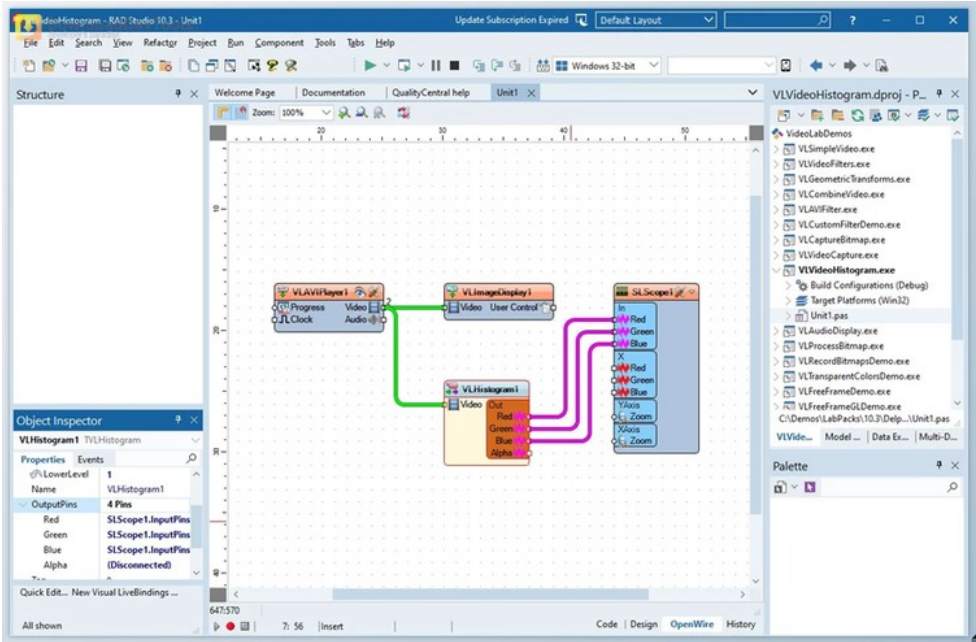 VideoHistogram - RAD Studio 10.3 - Unit1
Update Subscription Expired
Default Layout
?
File Edit Search View Refactor Project Run Component Tools Tabs Help
Windows 32-bit
Structure
Welcome Page Documentation QualityCentral help Unit1
Zoom: 100%
20 30 40 50
10
20
30
40
VLAVIPlayer1
Progress Video
Clock Audio
2
VLImageDisplay1
Video User Control
SLScope1
In
Red
Green
Blue
X
Red
Green
Blue
YAxis
Zoom
XAxis
Zoom
VLHistogram1
Video Out
Red
Green
Blue
Alpha
VLVideoHistogram.dproj - P...
VideoLabDemos
VLSimpleVideo.exe
VLVideoFilters.exe
VLGeometricTransforms.exe
VLCombineVideo.exe
VLAVIFilter.exe
VLCustomFilterDemo.exe
VLCaptureBitmap.exe
VLVideoCapture.exe
VLVideoHistogram.exe
Build Configurations (Debug)
Target Platforms (Win32)
Unit1.pas
VLAudioDisplay.exe
VLProcessBitmap.exe
VLRecordBitmapsDemo.exe
VLTransparentColorsDemo.exe
VLFreeFrameDemo.exe
VLFreeFrameGLDemo.exe
C:\Demos\LabPacks\10.3\Delp...\Unit1.pas
VLVide... Model ... Data Ex... Multi-D...
Palette
Object Inspector
VLHistogram1 TVLHistogram
Properties Events
LowerLevel 1
Name VLHistogram1
OutputPins 4 Pins
Red SLScope1.InputPins
Green SLScope1.InputPins
Blue SLScope1.InputPins
Alpha (Disconnected)
Quick Edit... New Visual LiveBindings ...
All shown
647:570
7: 56 Insert
Code Design OpenWire History